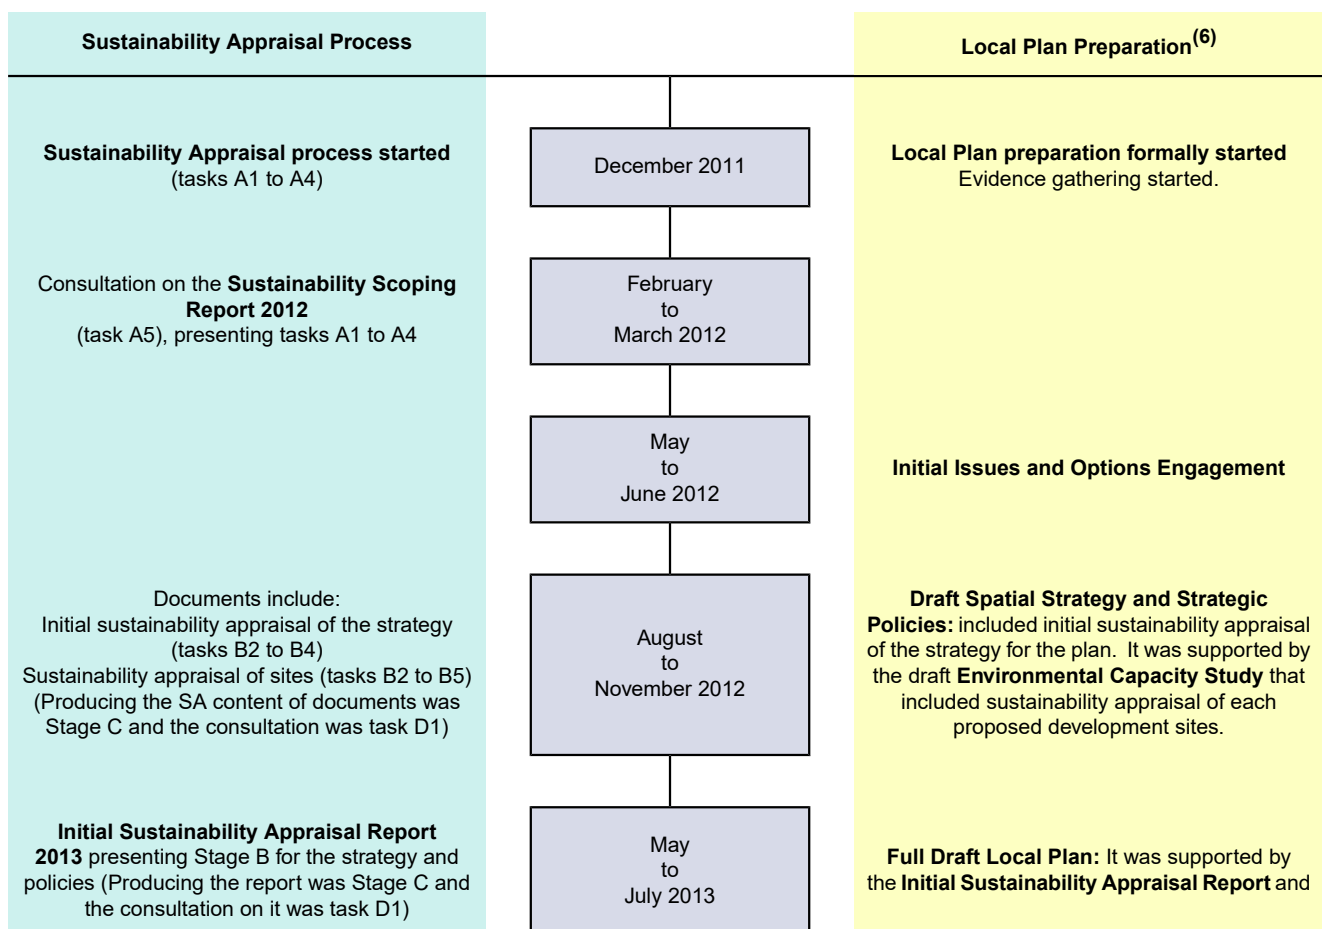 Sustainability Appraisal Process
Local Plan Preparation(6)
Sustainability Appraisal process started
(tasks A1 to A4)
December 2011
Local Plan preparation formally started
Evidence gathering started.
Consultation on the Sustainability Scoping
Report 2012
(task A5), presenting tasks A1 to A4
February
to
March 2012
May
to
June 2012
Initial Issues and Options Engagement
Documents include:
Initial sustainability appraisal of the strategy
(tasks B2 to B4)
Sustainability appraisal of sites (tasks B2 to B5)
(Producing the SA content of documents was
Stage C and the consultation was task D1)
August
to
November 2012
Draft Spatial Strategy and Strategic
Policies: included initial sustainability appraisal
of the strategy for the plan. It was supported by
the draft Environmental Capacity Study that
included sustainability appraisal of each
proposed development sites.
Initial Sustainability Appraisal Report
2013 presenting Stage B for the strategy and
policies (Producing the report was Stage C and
the consultation on it was task D1)
May
to
July 2013
Full Draft Local Plan: It was supported by
the Initial Sustainability Appraisal Report and